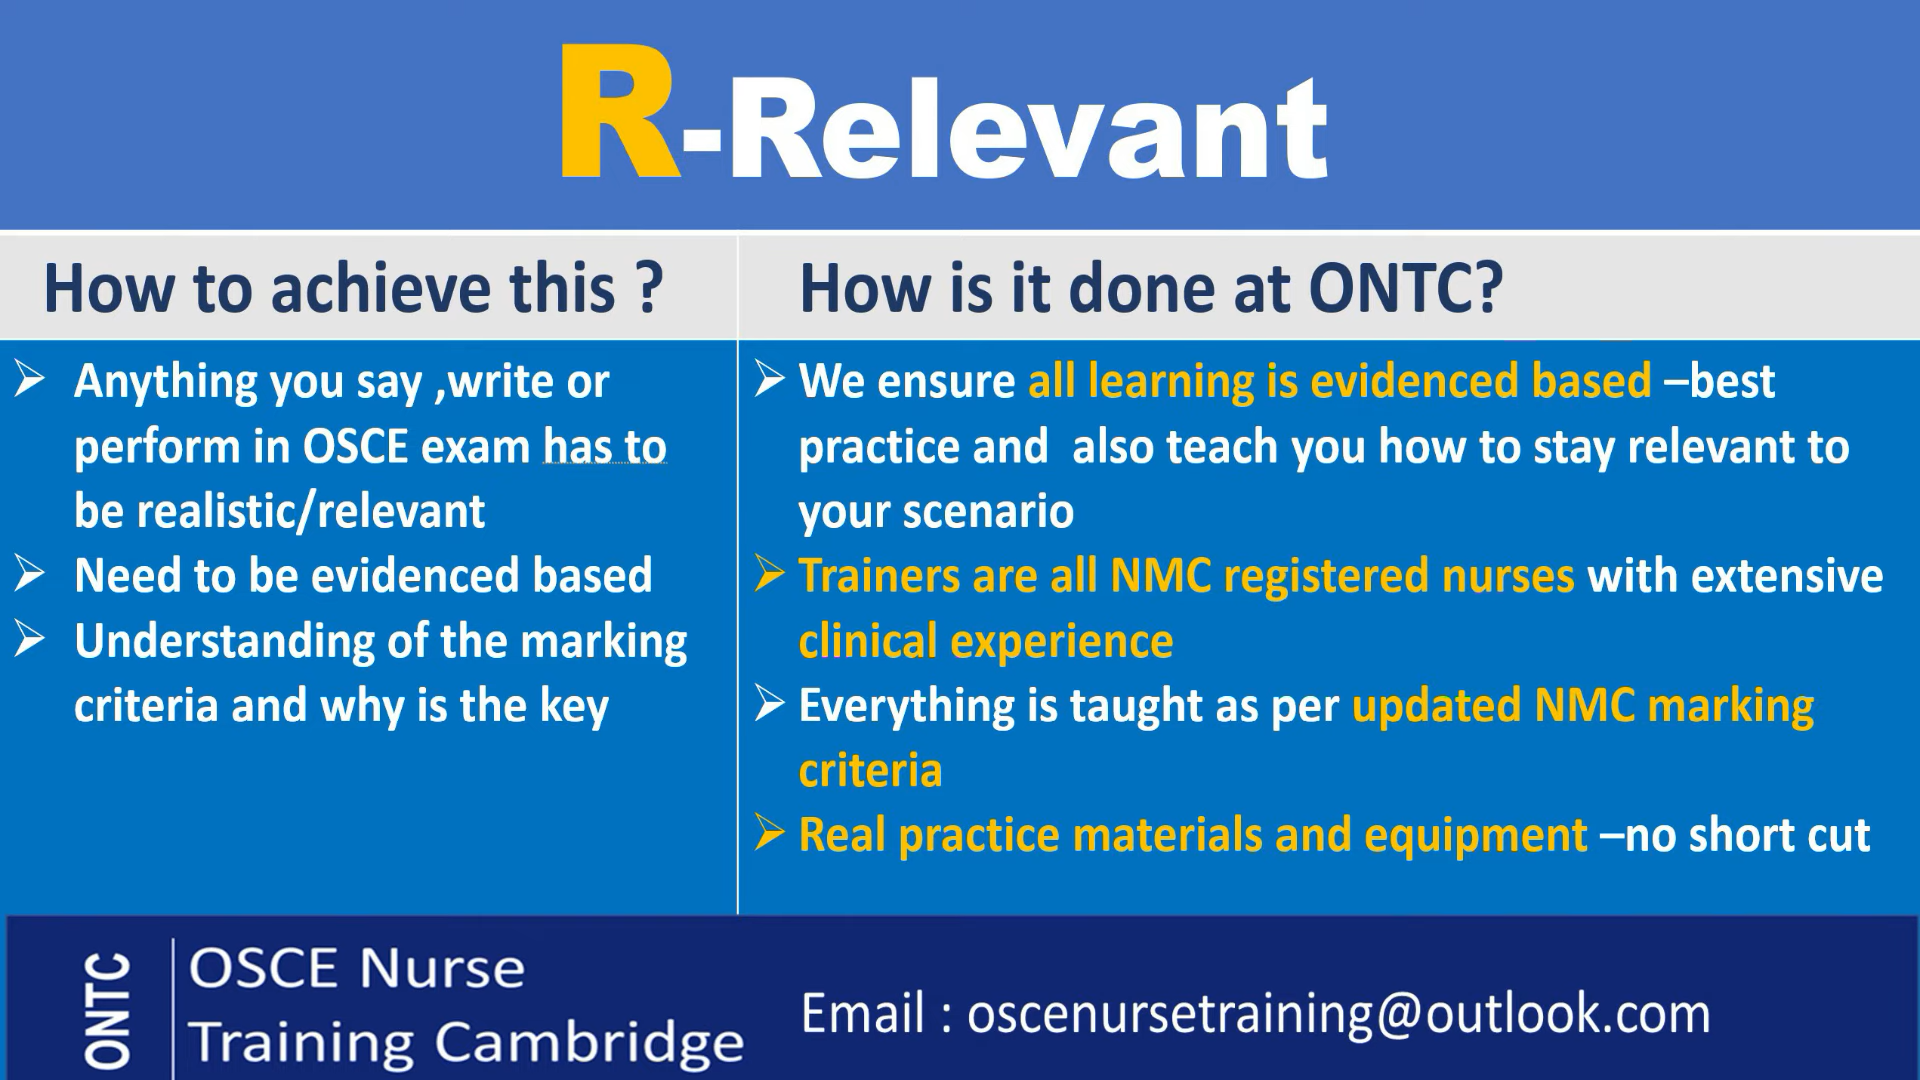 R-Relevant
How to achieve this ?
➢ Anything you say ,write or
perform in OSCE exam has to
be realistic/relevant
➢ Need to be evidenced based
➢ Understanding of the marking
criteria and why is the key
How is it done at ONTC?
➢ We ensure all learning is evidenced based –best
practice and  also teach you how to stay relevant to
your scenario
➢ Trainers are all NMC registered nurses with extensive
clinical experience
➢ Everything is taught as per updated NMC marking
criteria
➢ Real practice materials and equipment –no short cut
ONTC
OSCE Nurse
Training Cambridge
Email : oscenursetraining@outlook.com